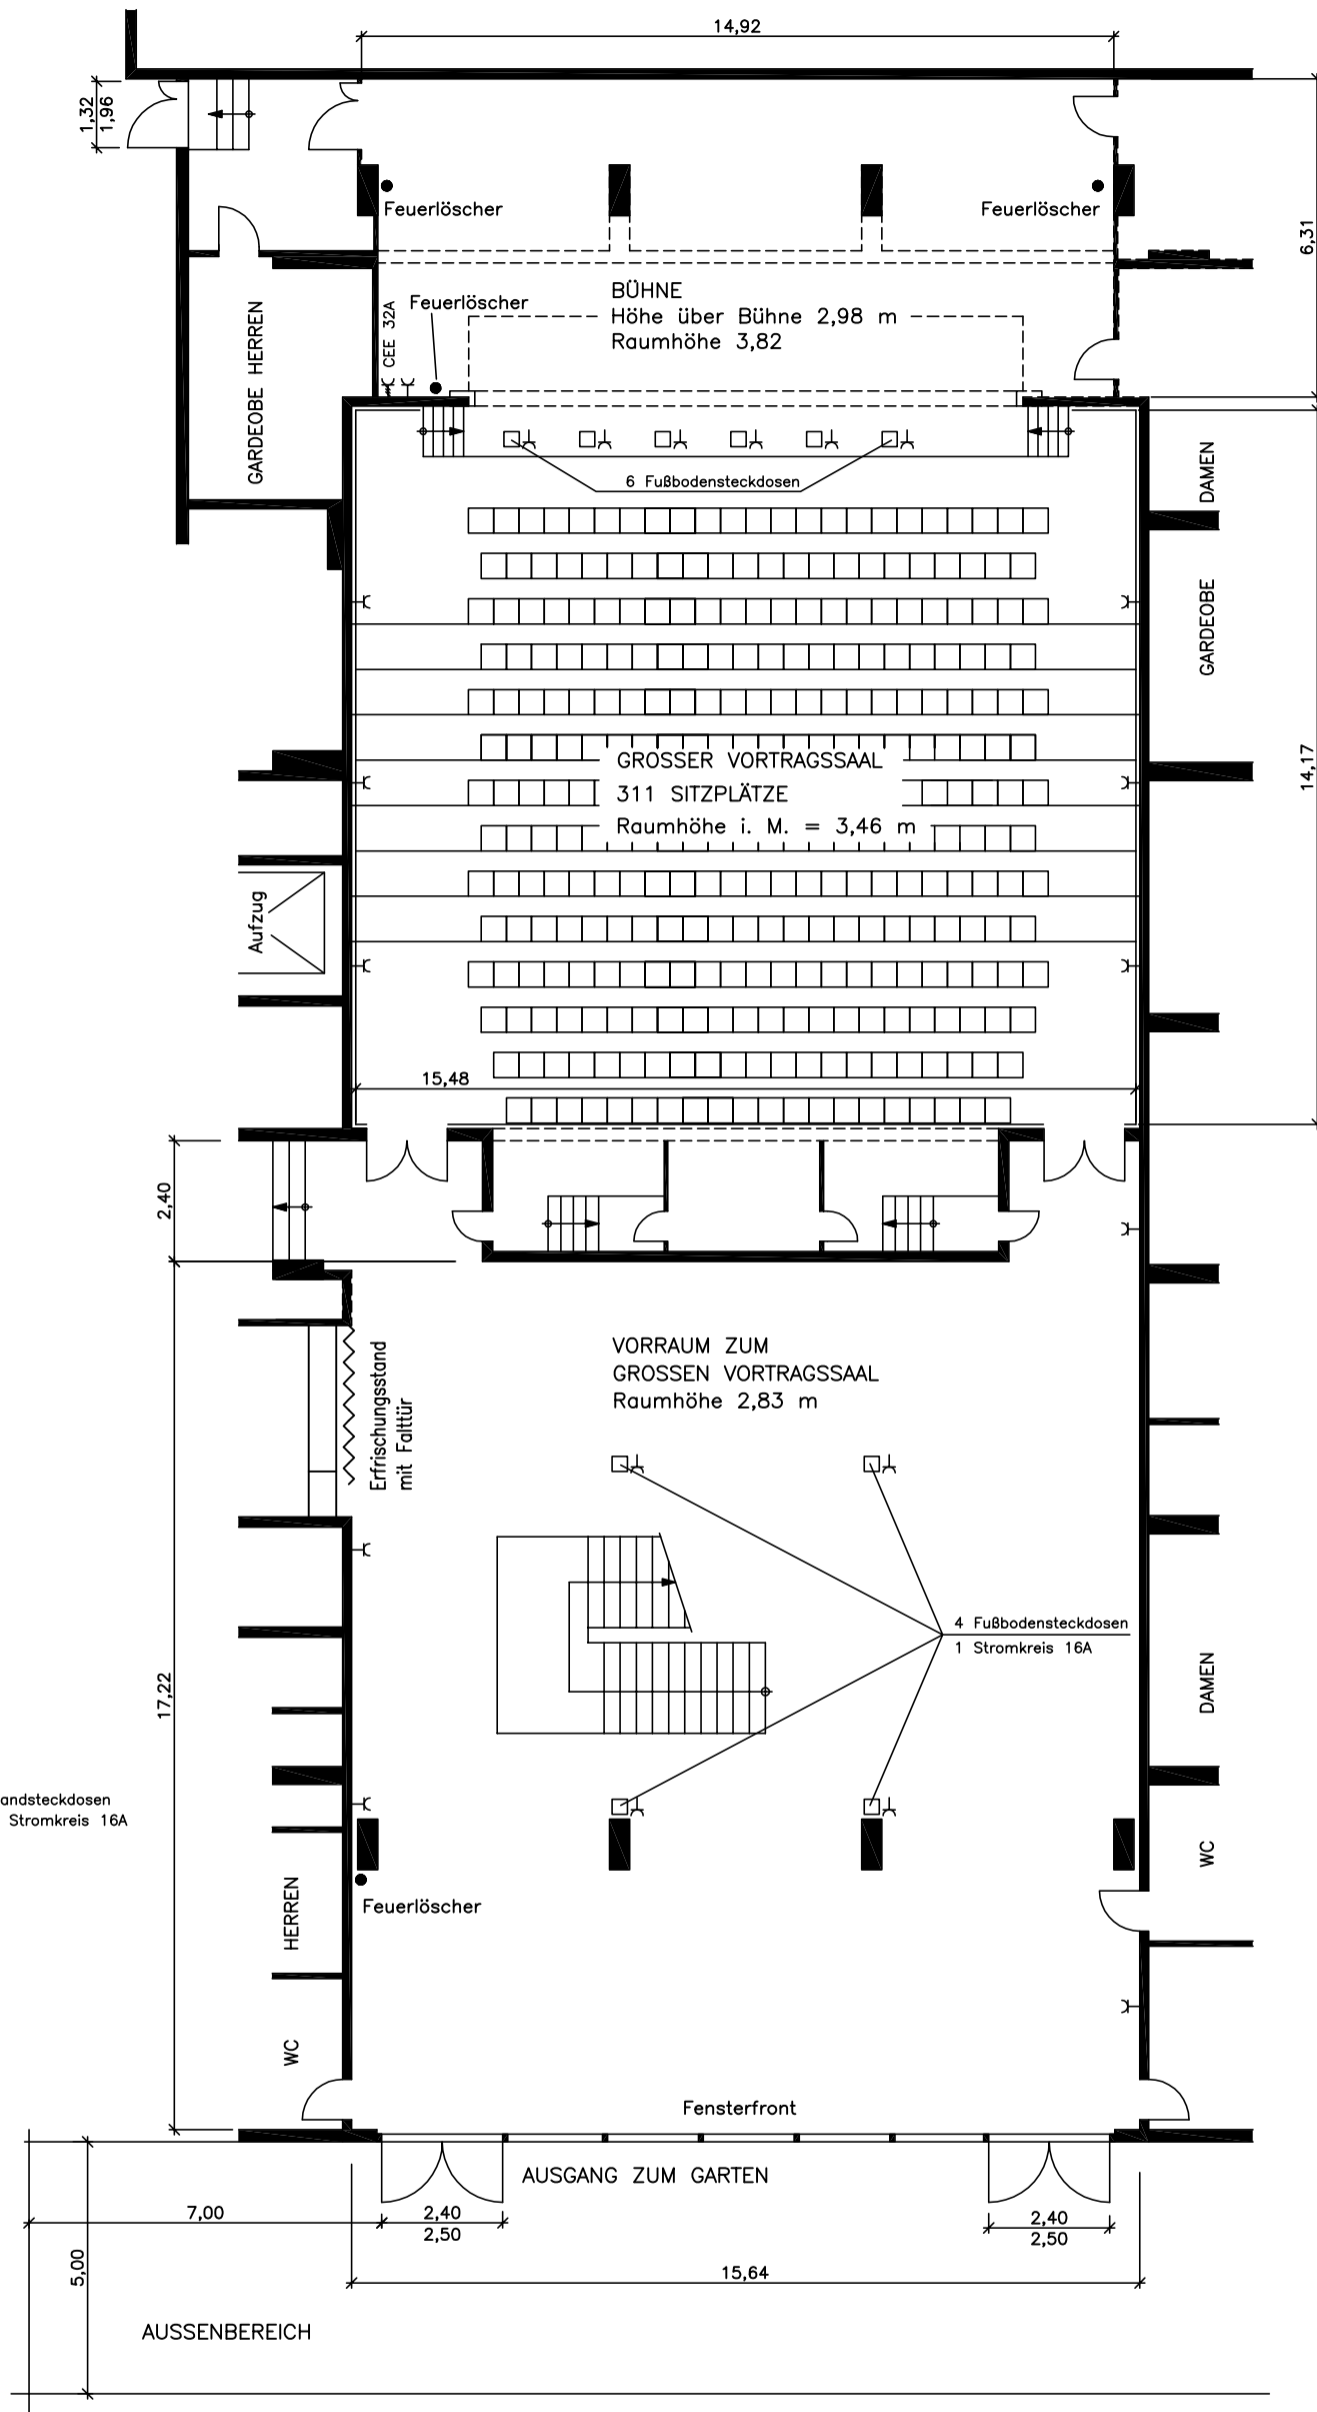 14,92
1,32
1,96
Feuerlöscher
Feuerlöscher
6,31
BÜHNE
Höhe über Bühne 2,98 m
Raumhöhe 3,82
Feuerlöscher
CEE 32A
GARDEOBE HERREN
6 Fußbodensteckdosen
DAMEN
GARDEOBE
GROSSER VORTRAGSSAAL
311 SITZPLÄTZE
Raumhöhe i. M. = 3,46 m
14,17
Aufzug
15,48
2,40
VORRAUM ZUM
GROSSEN VORTRAGSSAAL
Raumhöhe 2,83 m
Erfrischungsstand
mit Falttür
4 Fußbodensteckdosen
1 Stromkreis 16A
17,22
DAMEN
WC
andsteckdosen
Stromkreis 16A
Feuerlöscher
HERREN
WC
Fensterfront
AUSGANG ZUM GARTEN
7,00
2,40
2,50
2,40
2,50
5,00
15,64
AUSSENBEREICH